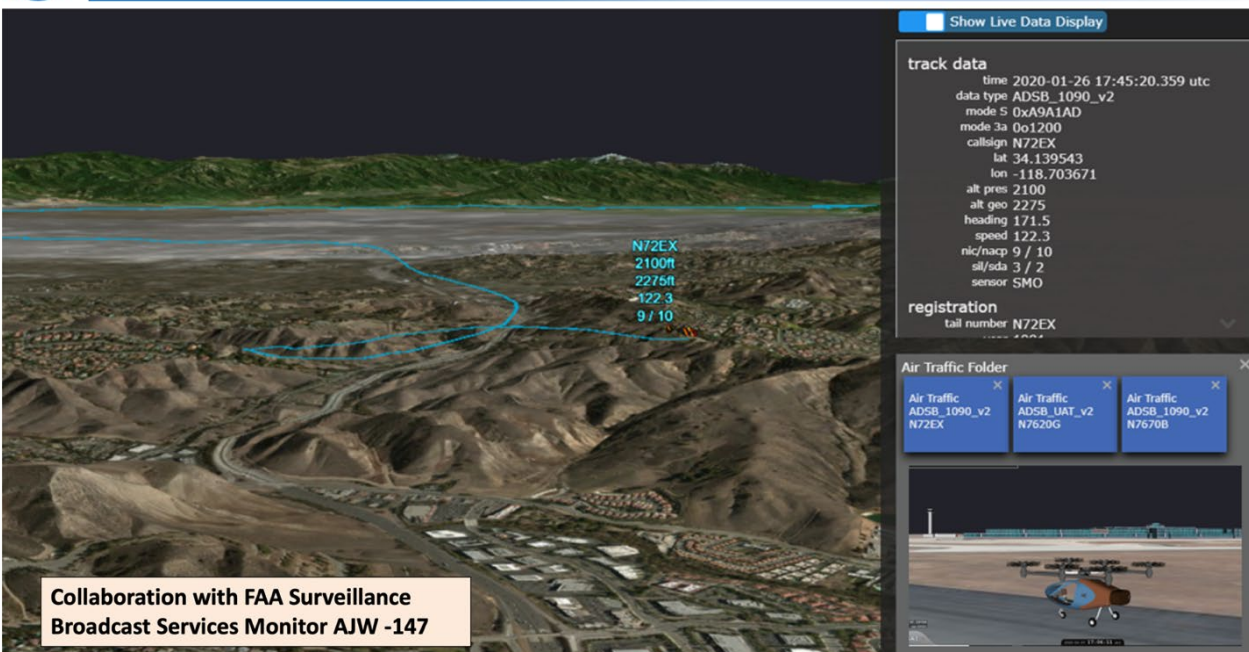 Show Live Data Display
track data
time 2020-01-26 17:45:20.359 utc
data type ADSB_1090_v2
mode S 0xA9A1AD
mode 3a 0o1200
callsign N72EX
lat 34.139543
lon -118.703671
alt pres 2100
alt geo 2275
heading 171.5
speed 122.3
nic/nacp 9 / 10
sil/sda 3 / 2
sensor SMO
registration
tail number N72EX
N72EX
2100ft
2275ft
122.3
9 / 10
Air Traffic Folder
Air Traffic
ADSB_1090_v2
N72EX
Air Traffic
ADSB_UAT_v2
N7620G
Air Traffic
ADSB_1090_v2
N7670B
Collaboration with FAA Surveillance
Broadcast Services Monitor AJW -147